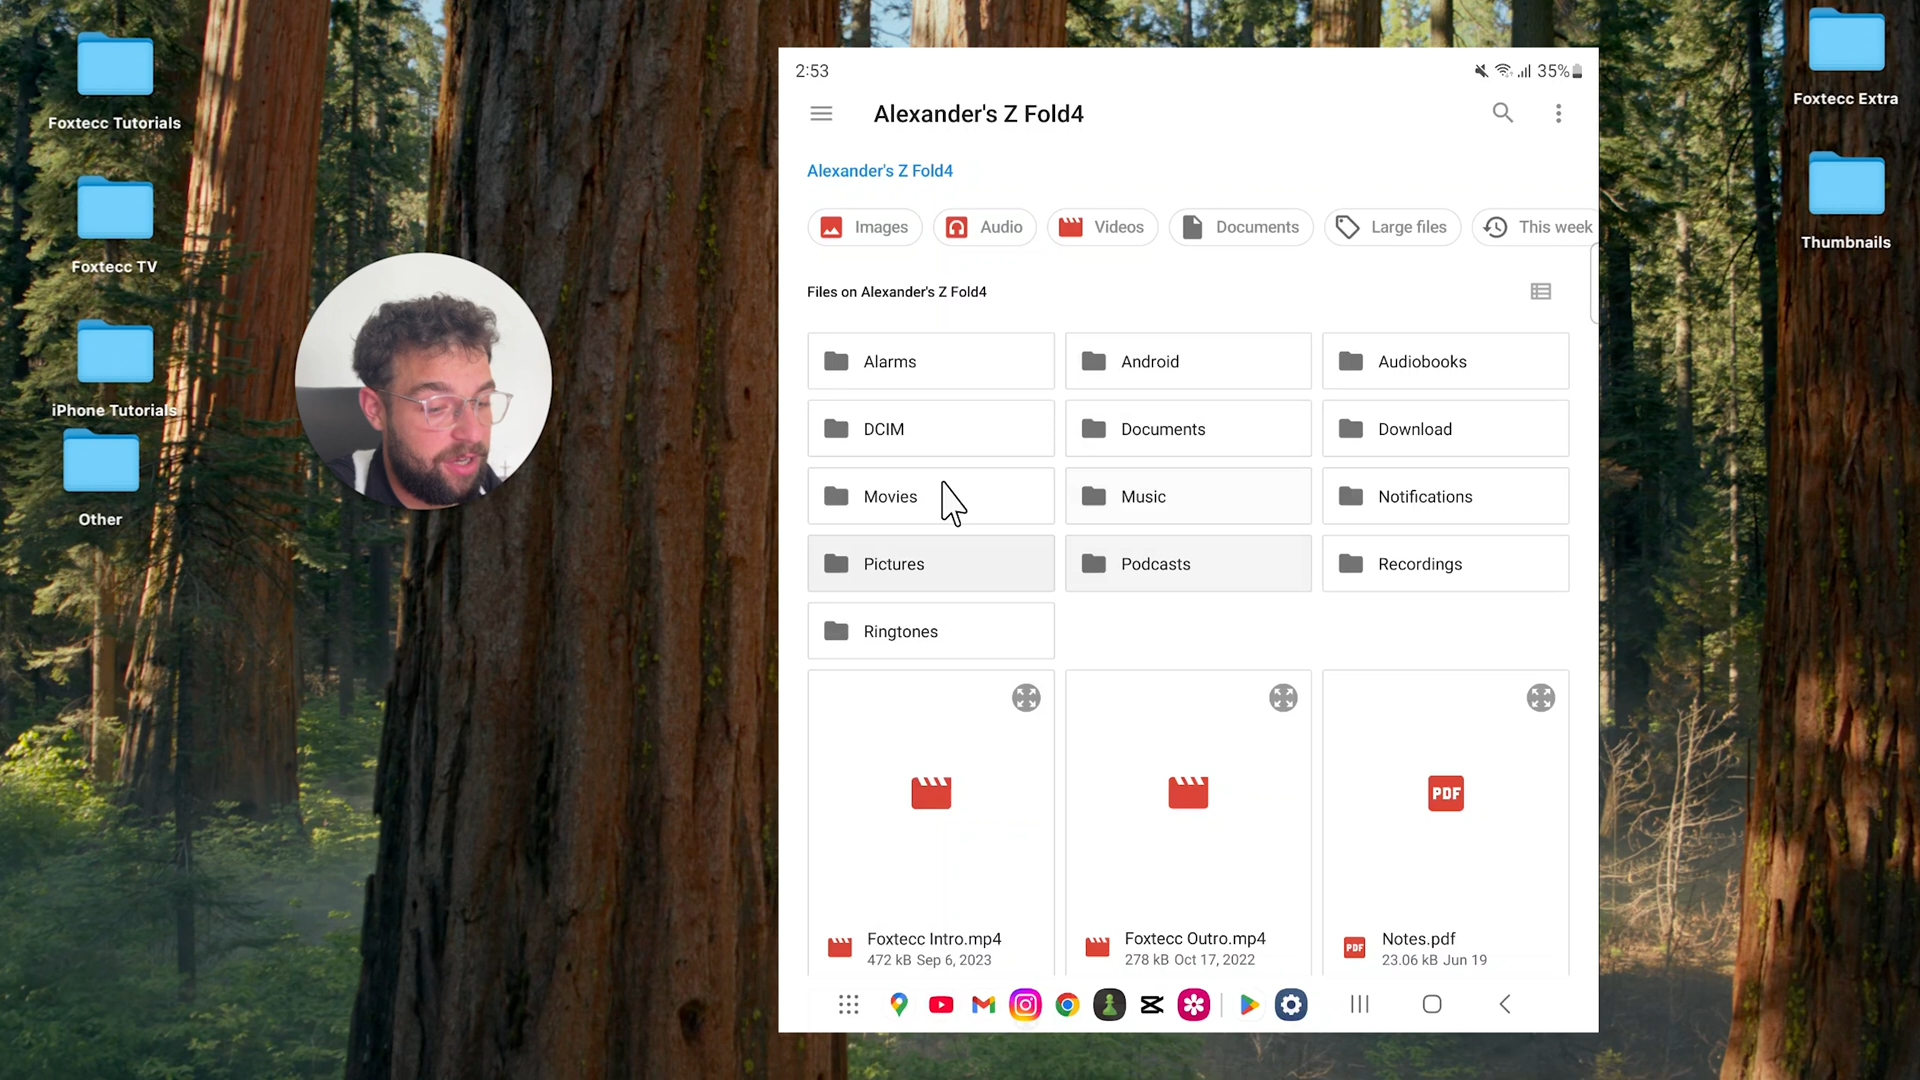 Foxtecc Tutorials
Foxtecc TV
iPhone Tutorials
Other
2:53
35%
Alexander's Z Fold4
Alexander's Z Fold4
Images
Audio
Videos
Documents
Large files
This week
Files on Alexander's Z Fold4
Alarms
Android
Audiobooks
DCIM
Documents
Download
Movies
Music
Notifications
Pictures
Podcasts
Recordings
Ringtones
PDF
Foxtecc Intro.mp4
472 kB Sep 6, 2023
Foxtecc Outro.mp4
278 kB Oct 17, 2022
PDF
Notes.pdf
23.06 kB Jun 19
Foxtecc Extra
Thumbnails